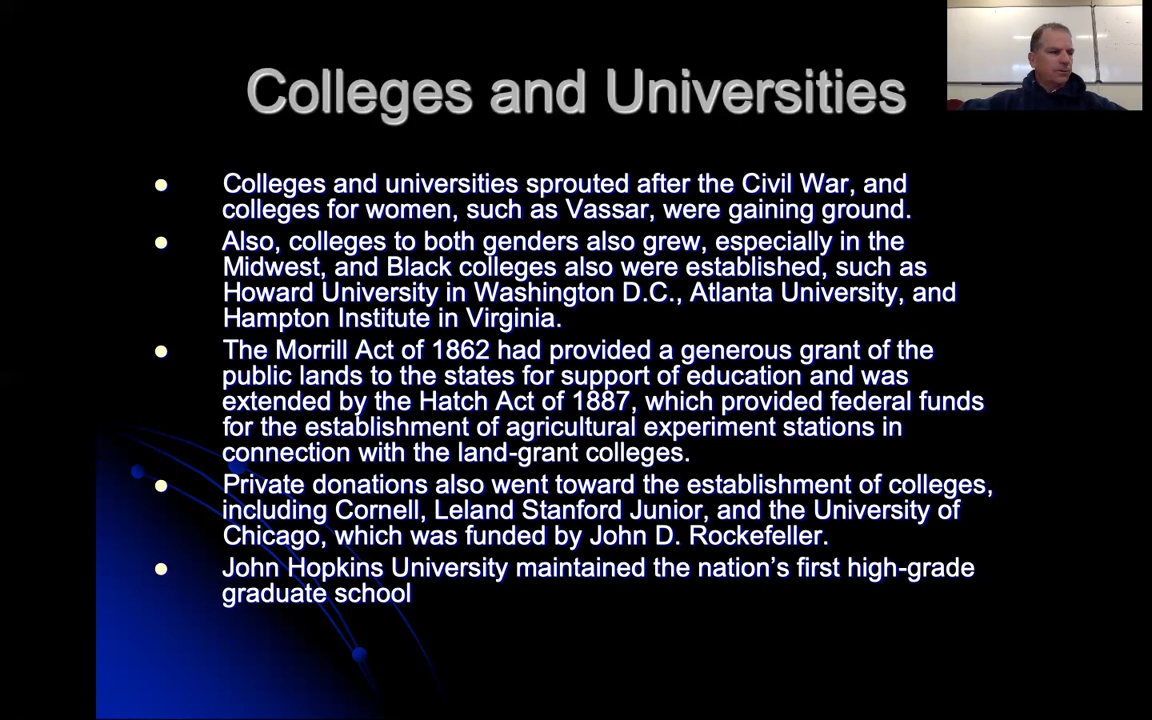 Colleges and Universities
Colleges and universities sprouted after the Civil War, and
colleges for women, such as Vassar, were gaining ground.
Also, colleges to both genders also grew, especially in the
Midwest, and Black colleges also were established, such as
Howard University in Washington D.C., Atlanta University, and
Hampton Institute in Virginia.
The Morrill Act of 1862 had provided a generous grant of the
public lands to the states for support of education and was
extended by the Hatch Act of 1887, which provided federal funds
for the establishment of agricultural experiment stations in
connection with the land-grant colleges.
Private donations also went toward the establishment of colleges,
including Cornell, Leland Stanford Junior, and the University of
Chicago, which was funded by John D. Rockefeller.
John Hopkins University maintained the nation’s first high-grade
graduate school